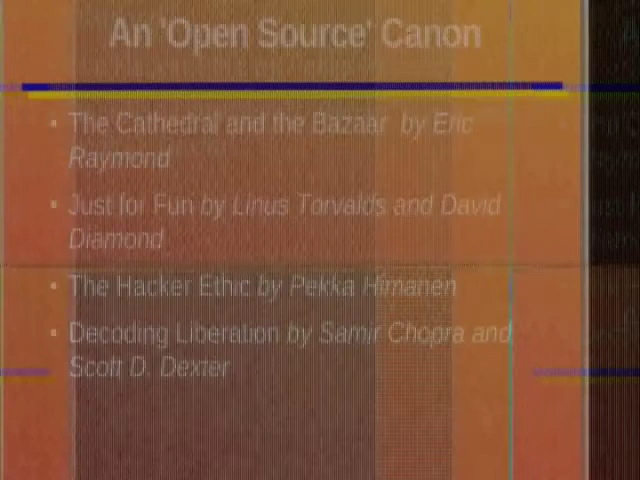 An 'Open Source' Canon
• The Cathedral and the Bazaar by Eric
Raymond
• Just for Fun by Linus Torvalds and David
Diamond
• The Hacker Ethic by Pekka Himanen
• Decoding Liberation by Samir Chopra and
Scott D. Dexter